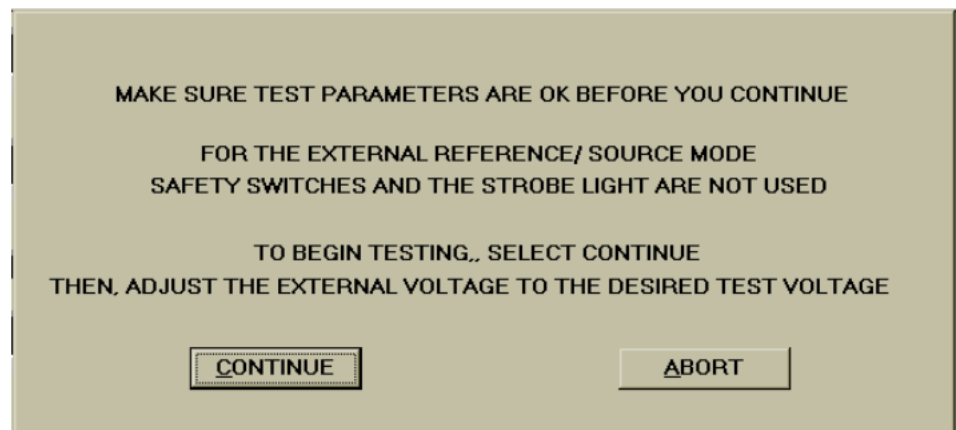 MAKE SURE TEST PARAMETERS ARE OK BEFORE YOU CONTINUE
FOR THE EXTERNAL REFERENCE/ SOURCE MODE
SAFETY SWITCHES AND THE STROBE LIGHT ARE NOT USED
TO BEGIN TESTING,, SELECT CONTINUE
THEN, ADJUST THE EXTERNAL VOLTAGE TO THE DESIRED TEST VOLTAGE
CONTINUE ABORT